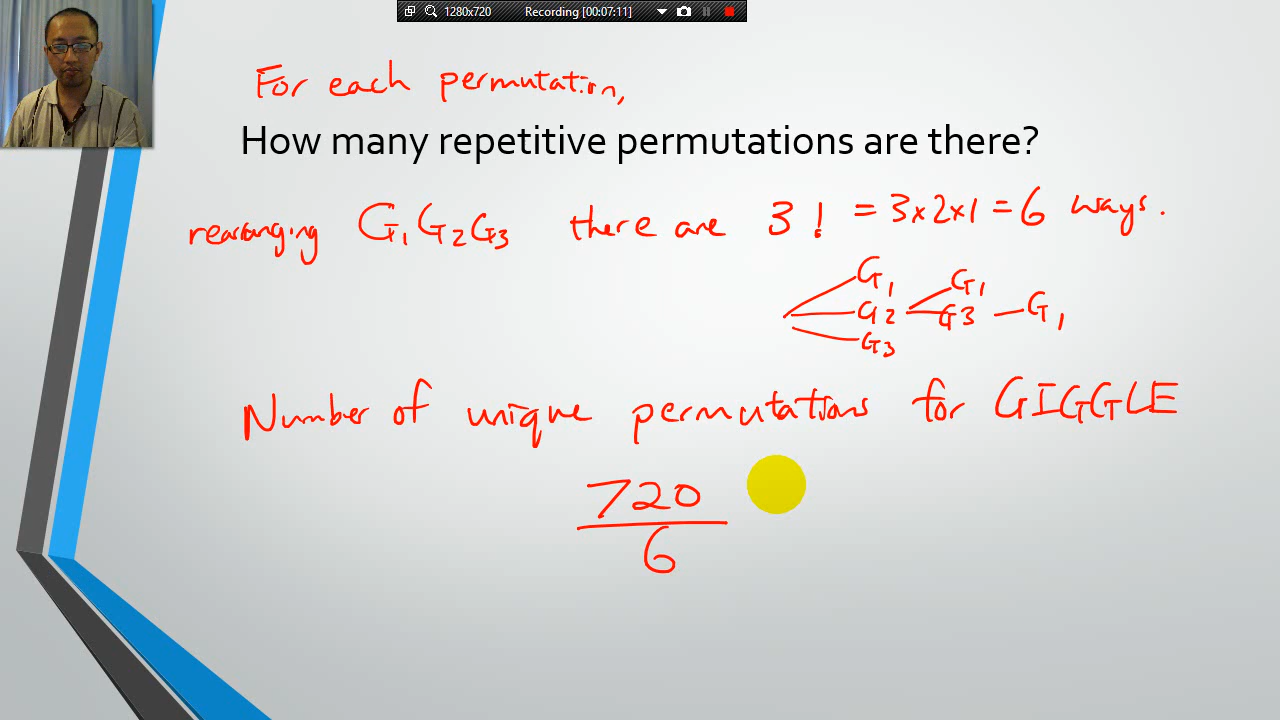 1280x720 Recording [00:07:11]
For each permutation,
How many repetitive permutations are there?
rearranging G₁G₂G₃ there are 3! = 3x2x1 = 6 ways.
G₁ G₁
G₂ G₃ G₁
G₃
Number of unique permutations for GIGGLE
720
6